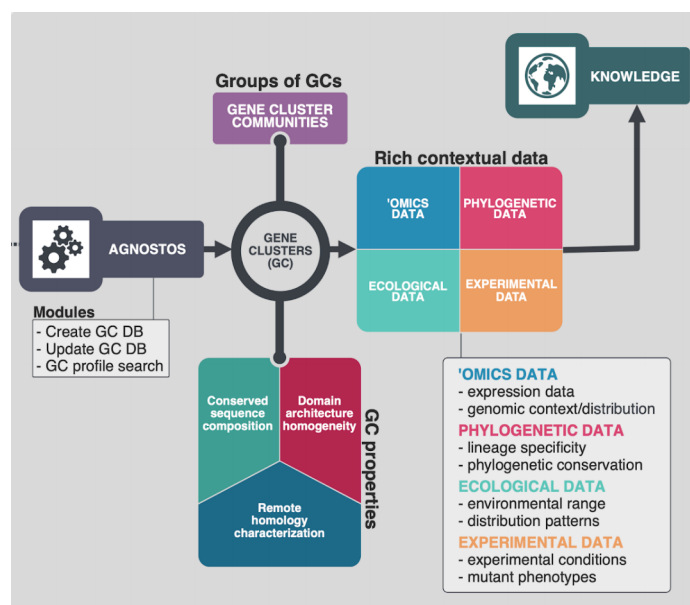 Groups of GCs
GENE CLUSTER
COMMUNITIES
KNOWLEDGE
Rich contextual data
'OMICS
DATA
PHYLOGENETIC
DATA
ECOLOGICAL
DATA
EXPERIMENTAL
DATA
AGNOSTOS
GENE
CLUSTERS
(GC)
Modules
- Create GC DB
- Update GC DB
- GC profile search
Conserved
sequence
composition
Domain
architecture
homogeneity
Remote
homology
characterization
GC properties
'OMICS DATA
- expression data
- genomic context/distribution
PHYLOGENETIC DATA
- lineage specificity
- phylogenetic conservation
ECOLOGICAL DATA
- environmental range
- distribution patterns
EXPERIMENTAL DATA
- experimental conditions
- mutant phenotypes